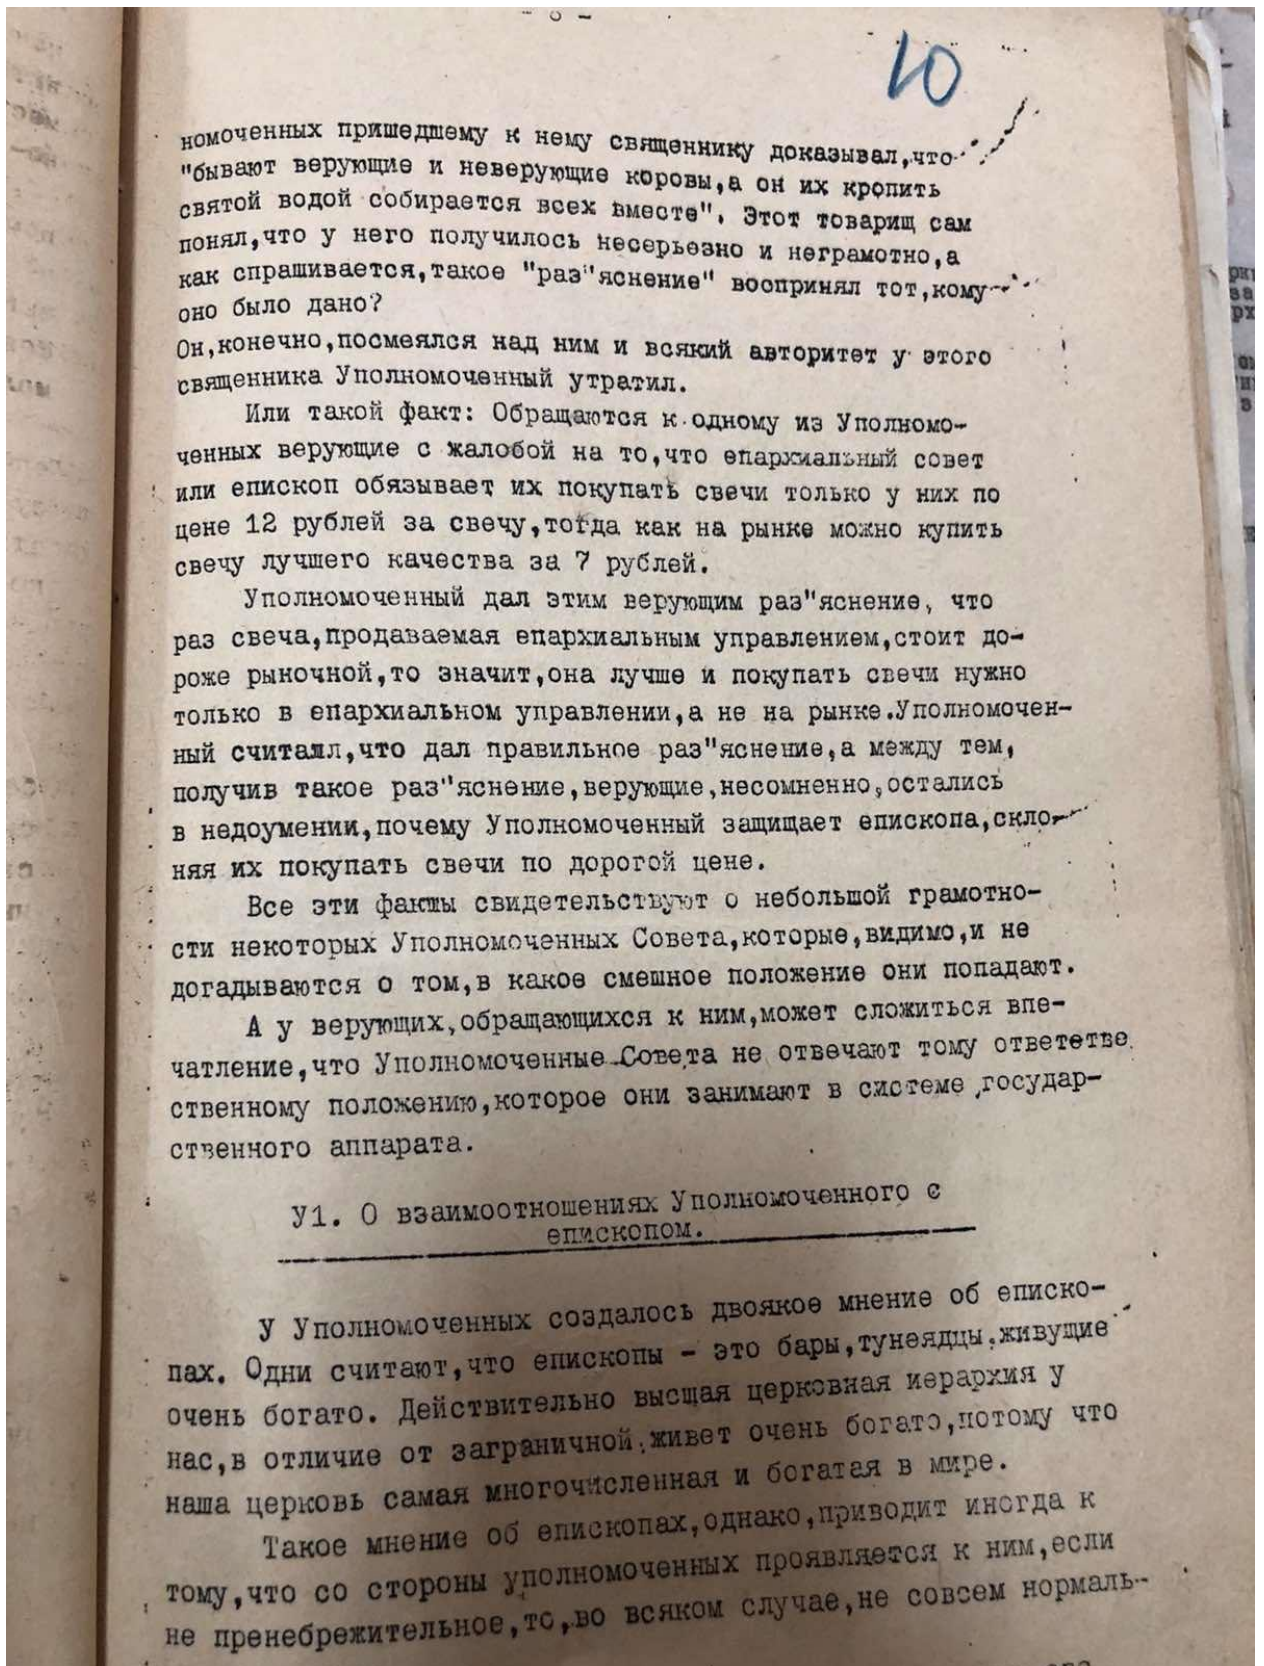 10
номоченных пришедшему к нему священнику доказывал,что
"бывают верующие и неверующие коровы,а он их кропить
святой водой собирается всех вместе". Этот товарищ сам
понял,что у него получилось несерьезно и неграмотно,а
как спрашивается,такое "раз"яснение" воспринял тот,кому
оно было дано?
Он,конечно,посмеялся над ним и всякий авторитет у этого
священника Уполномоченный утратил.
Или такой факт: Обращаются к одному из Уполномо-
ченных верующие с жалобой на то,что епархиальный совет
или епископ обязывает их покупать свечи только у них по
цене 12 рублей за свечу,тогда как на рынке можно купить
свечу лучшего качества за 7 рублей.
Уполномоченный дал этим верующим раз"яснение, что
раз свеча,продаваемая епархиальным управлением,стоит до-
роже рыночной,то значит,она лучше и покупать свечи нужно
только в епархиальном управлении,а не на рынке.Уполномочен-
ный считал,что дал правильное раз"яснение,а между тем,
получив такое раз"яснение,верующие,несомненно,остались
в недоумении,почему Уполномоченный защищает епископа,скло-
няя их покупать свечи по дорогой цене.
Все эти факты свидетельствуют о небольшой грамотно-
сти некоторых Уполномоченных Совета,которые,видимо,и не
догадываются о том,в какое смешное положение они попадают.
А у верующих,обращающихся к ним,может сложиться впе-
чатление,что Уполномоченные Совета не отвечают тому ответетве
ственному положению,которое они занимают в системе государ-
ственного аппарата.
У1. О взаимоотношениях Уполномоченного с
епископом.
У Уполномоченных создалось двоякое мнение об еписко-
пах. Одни считают,что епископы - это бары,тунеядцы,живущие
очень богато. Действительно высщая церковная иерархия у
нас,в отличие от заграничной,живет очень богато,потому что
наша церковь самая многочисленная и богатая в мире.
Такое мнение об епископах,однако,приводит иногда к
тому,что со стороны уполномоченных проявляется к ним,если
не пренебрежительное,то,во всяком случае,не совсем нормаль-